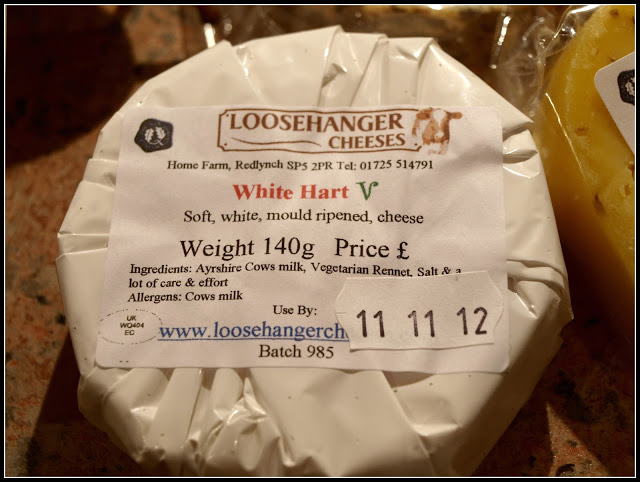 LOOSEHANGER
CHEESES
Home Farm, Redlynch SP5 2PR Tel: 01725 514791
White Hart V
Soft, white, mould ripened, cheese
Weight 140g Price £
Ingredients: Ayrshire Cows milk, Vegetarian Rennet, Salt & a
lot of care & effort
Allergens: Cows milk
Use By:
11 11 12
UK
WQ404
EC
www.loosehangerch
Batch 985